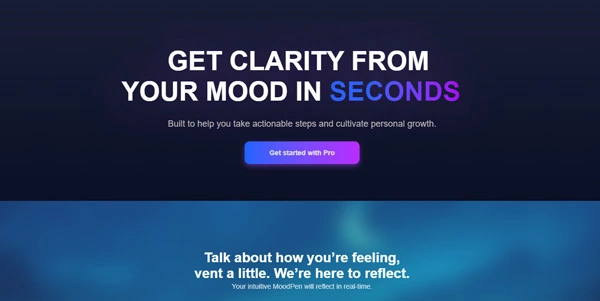 GET CLARITY FROM
YOUR MOOD IN SECONDS
Built to help you take actionable steps and cultivate personal growth.
Get started with Pro
Talk about how you’re feeling,
vent a little. We’re here to reflect.
Your intuitive MoodPen will reflect in real-time.